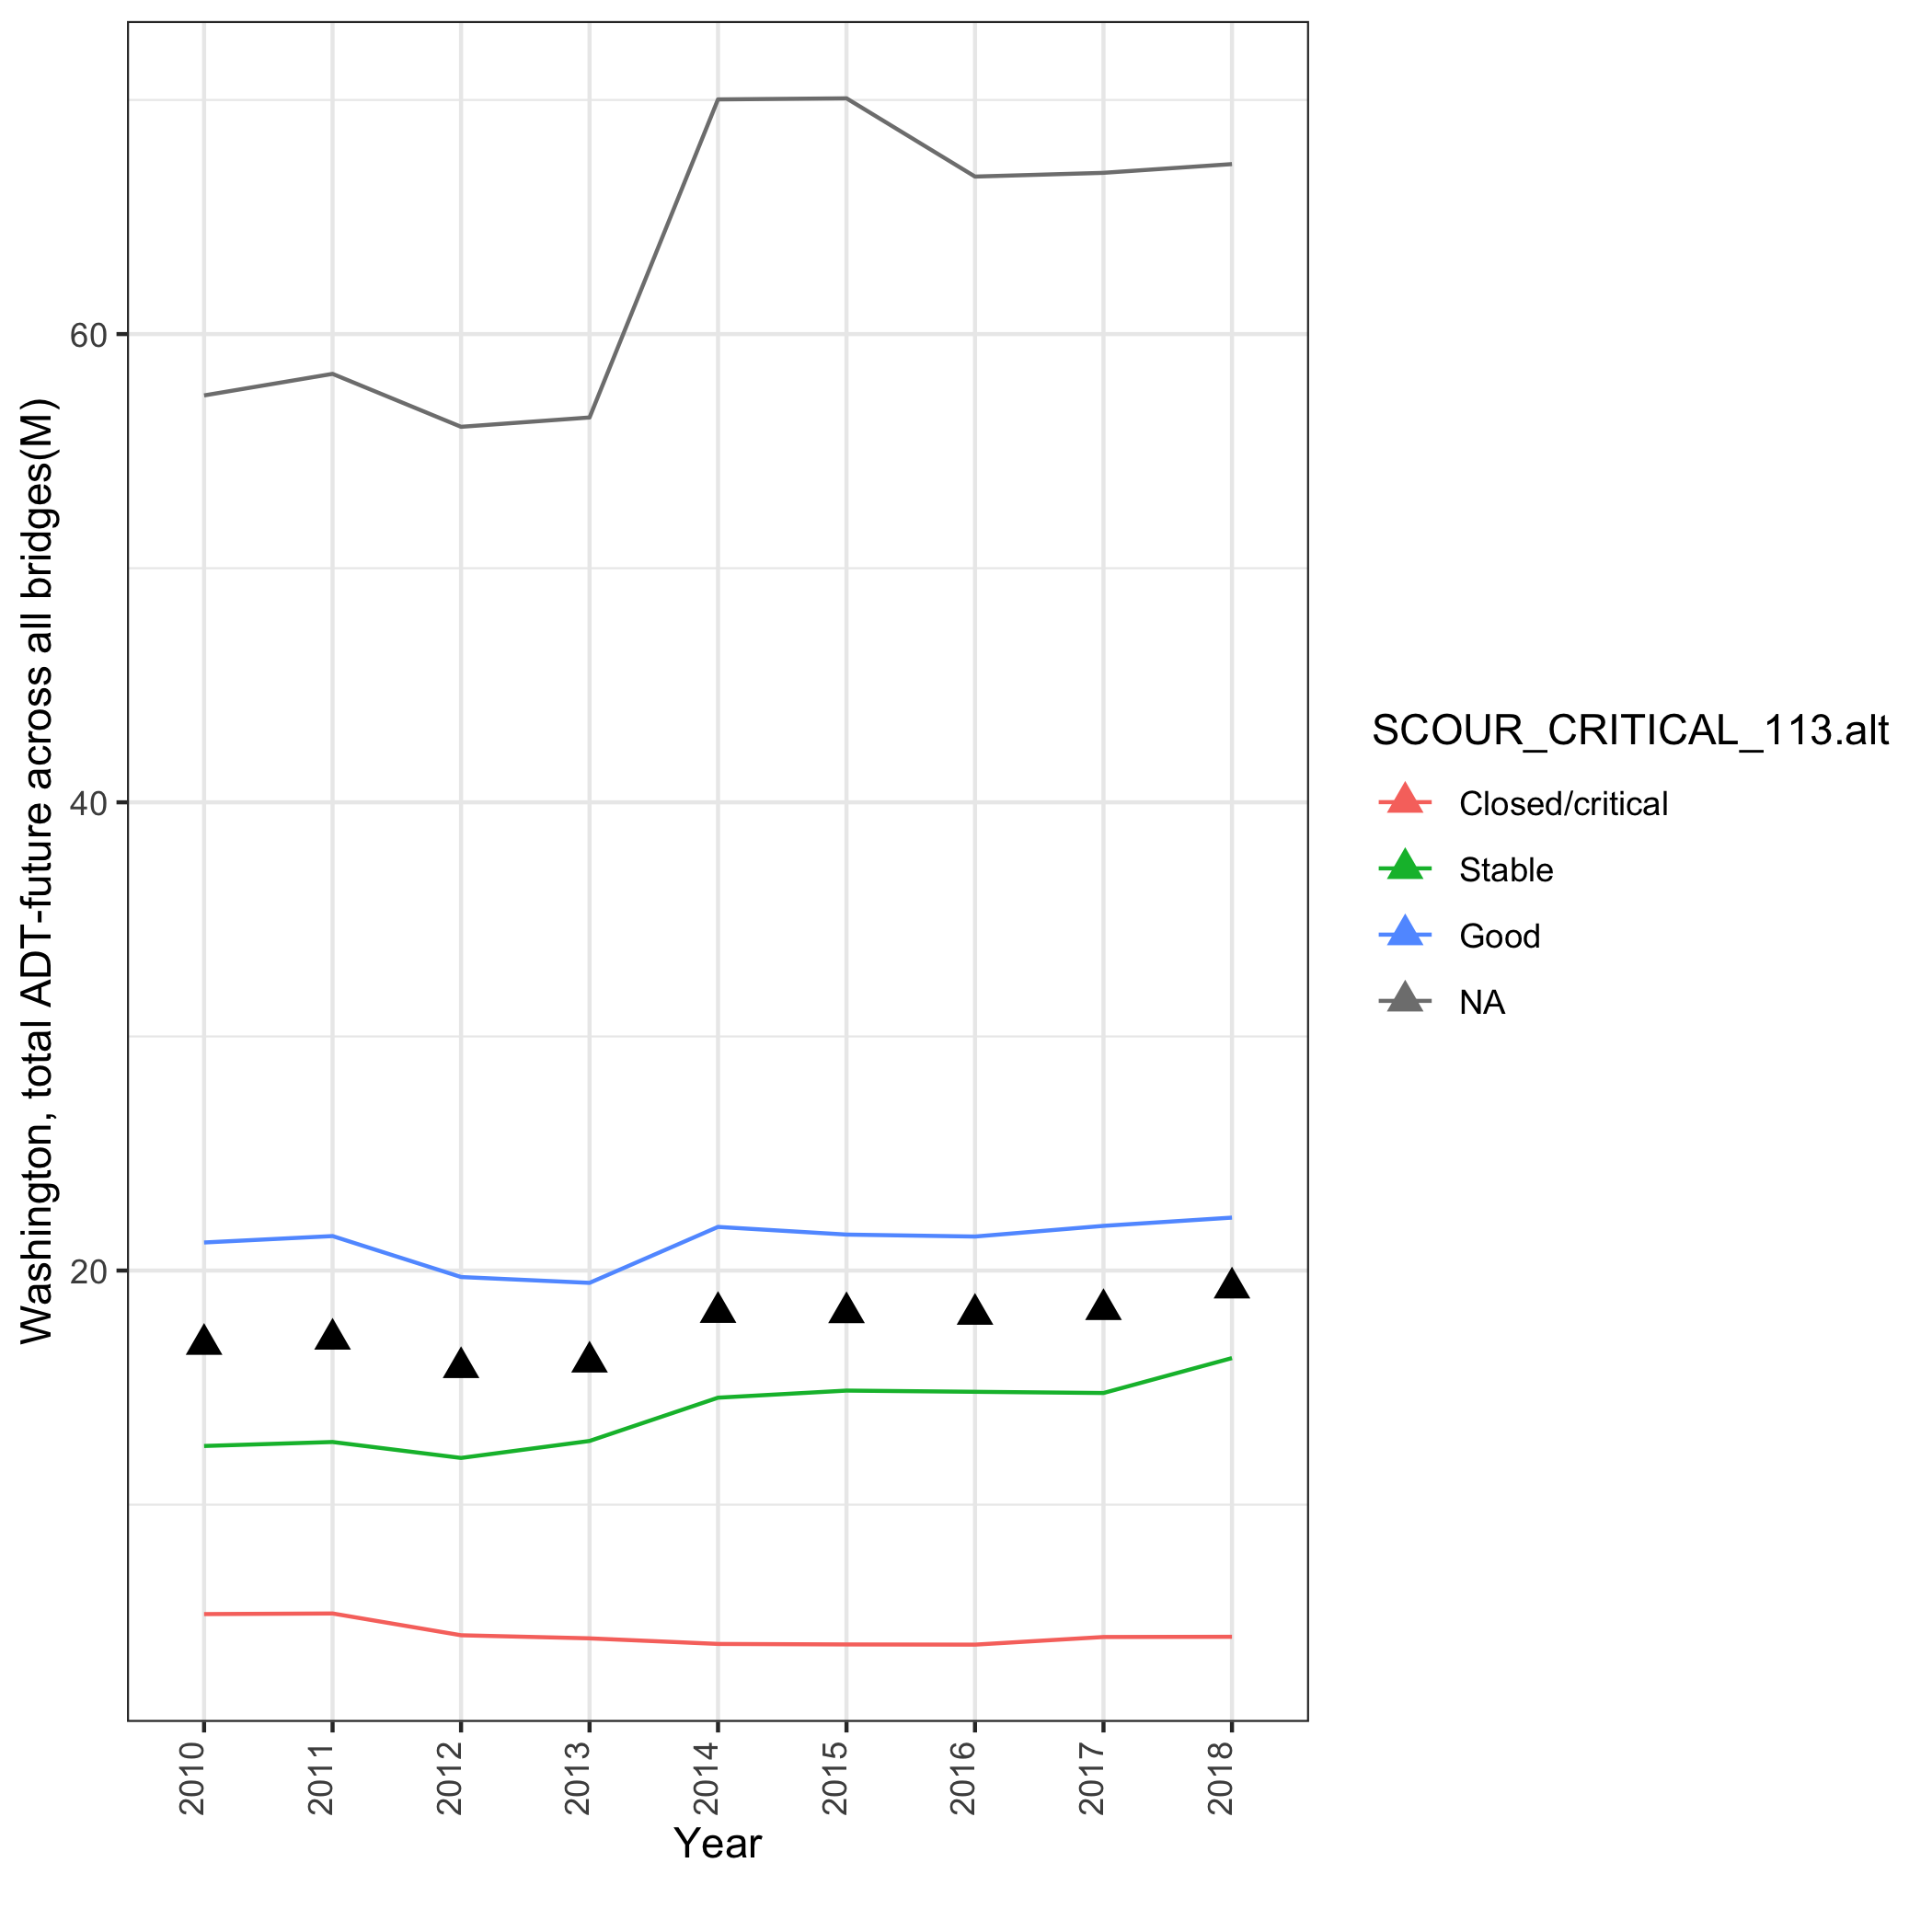 Washington, total ADT-future across all bridges(M)
60
40
20
2010
2011
2012
2013
2014
2015
2016
2017
2018
Year
SCOUR_CRITICAL_113.alt
Closed/critical
Stable
Good
NA